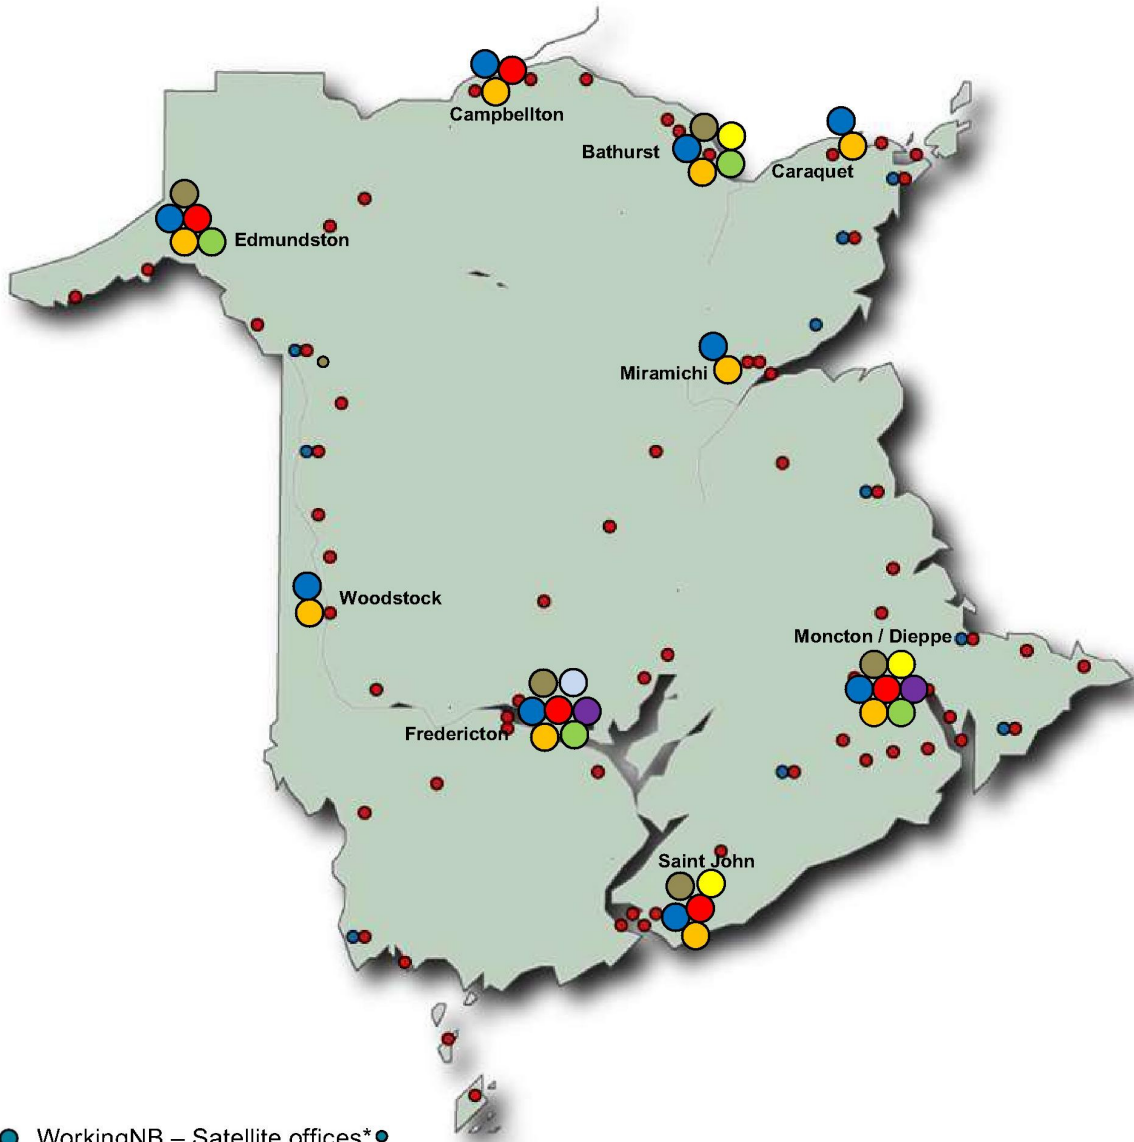 Campbellton
Bathurst
Caraquet
Edmundston
Miramichi
Woodstock
Moncton / Dieppe
Fredericton
Saint John
WorkingNB – Satellite offices*